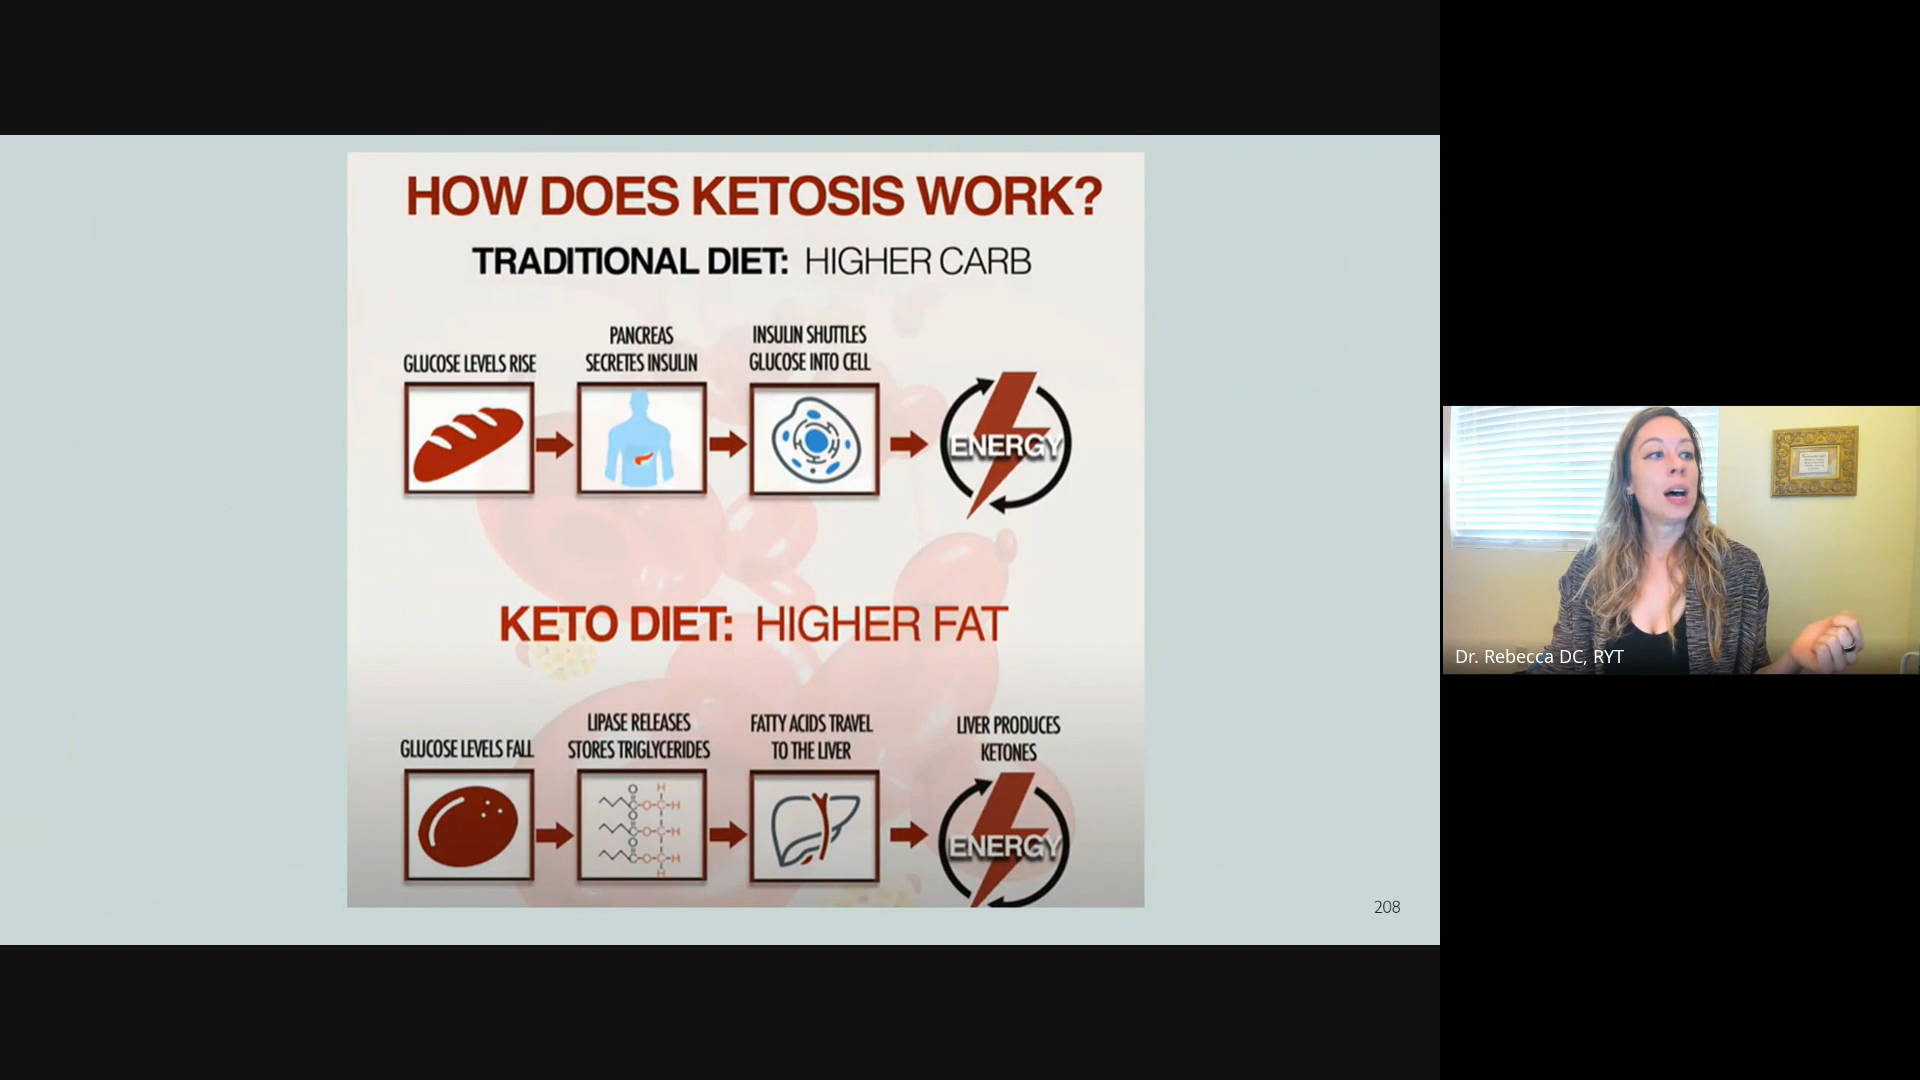 HOW DOES KETOSIS WORK?
TRADITIONAL DIET: HIGHER CARB
GLUCOSE LEVELS RISE
PANCREAS
SECRETES INSULIN
INSULIN SHUTTLES
GLUCOSE INTO CELL
ENERGY
KETO DIET: HIGHER FAT
GLUCOSE LEVELS FALL
LIPASE RELEASES
STORES TRIGLYCERIDES
FATTY ACIDS TRAVEL
TO THE LIVER
LIVER PRODUCES
KETONES
O H
O-C-H
O
O-C-H
O
C-O-C-H
H
ENERGY
208
Dr. Rebecca DC, RYT